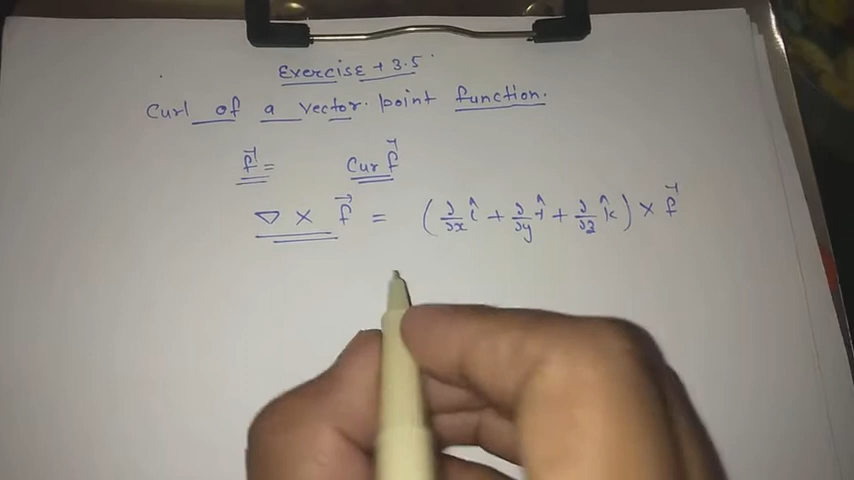 Exercise → 3.5
Curl of a vector point function.
f⃗ = Cur f⃗
▽ × f⃗ = (∂/∂x î + ∂/∂y ĵ + ∂/∂z k̂) × f⃗